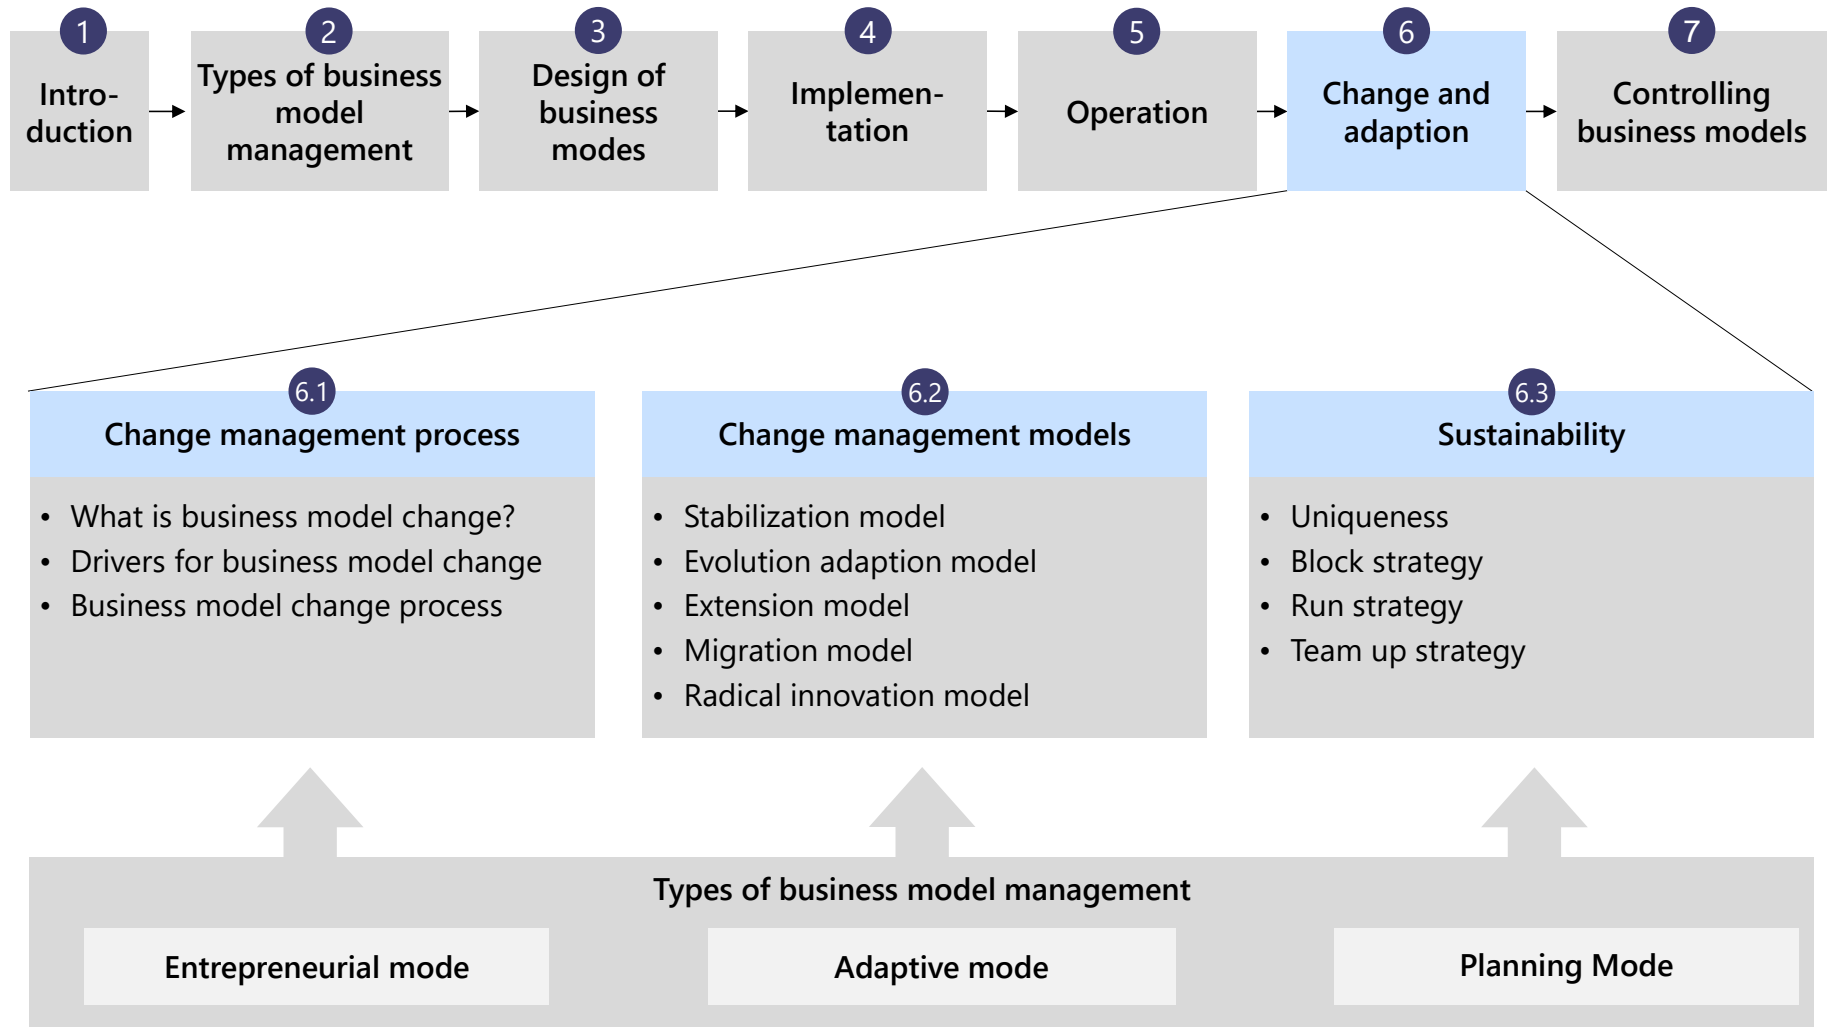 1
Intro-
duction
2
Types of business
model
management
3
Design of
business
modes
4
Implemen-
tation
5
Operation
6
Change and
adaption
7
Controlling
business models
6.1
Change management process
• What is business model change?
• Drivers for business model change
• Business model change process
6.2
Change management models
• Stabilization model
• Evolution adaption model
• Extension model
• Migration model
• Radical innovation model
6.3
Sustainability
• Uniqueness
• Block strategy
• Run strategy
• Team up strategy
Types of business model management
Entrepreneurial mode
Adaptive mode
Planning Mode